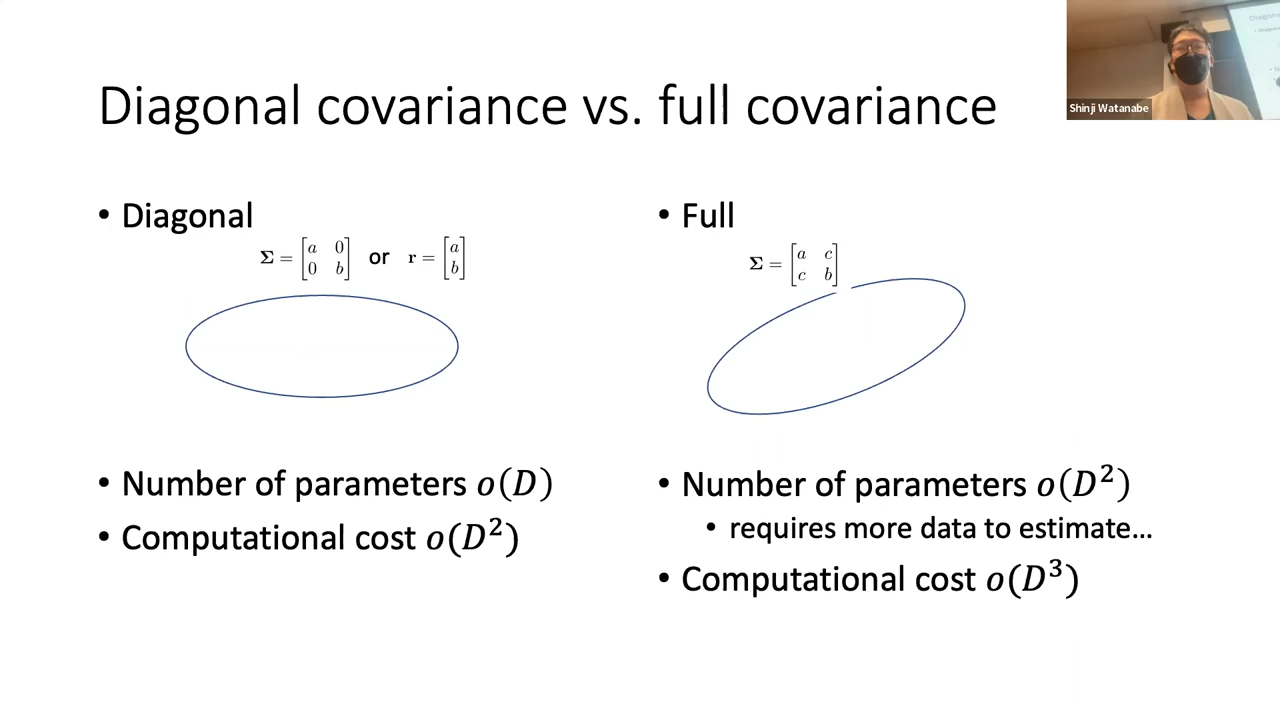 Diagonal covariance vs. full covariance
Shinji Watanabe
• Diagonal
Σ = [a 0; 0 b] or r = [a; b]
• Number of parameters o(D)
• Computational cost o(D²)
• Full
Σ = [a c; c b]
• Number of parameters o(D²)
• requires more data to estimate...
• Computational cost o(D³)